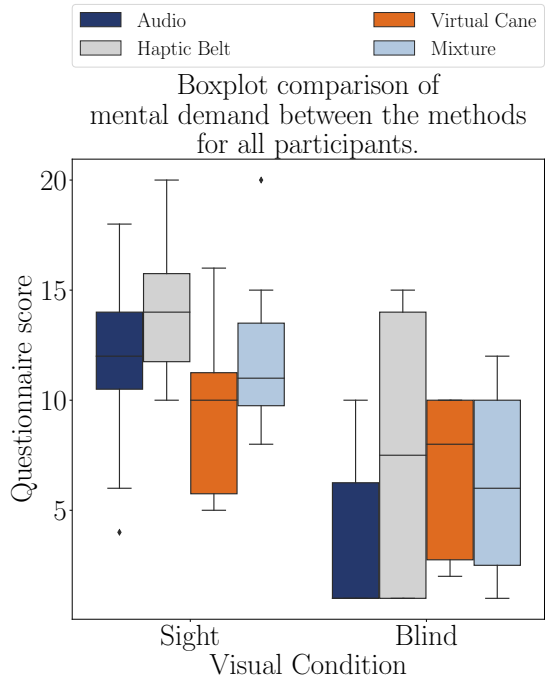 Audio
Haptic Belt
Virtual Cane
Mixture
Boxplot comparison of
mental demand between the methods
for all participants.
20
15
10
5
Questionnaire score
Sight
Blind
Visual Condition